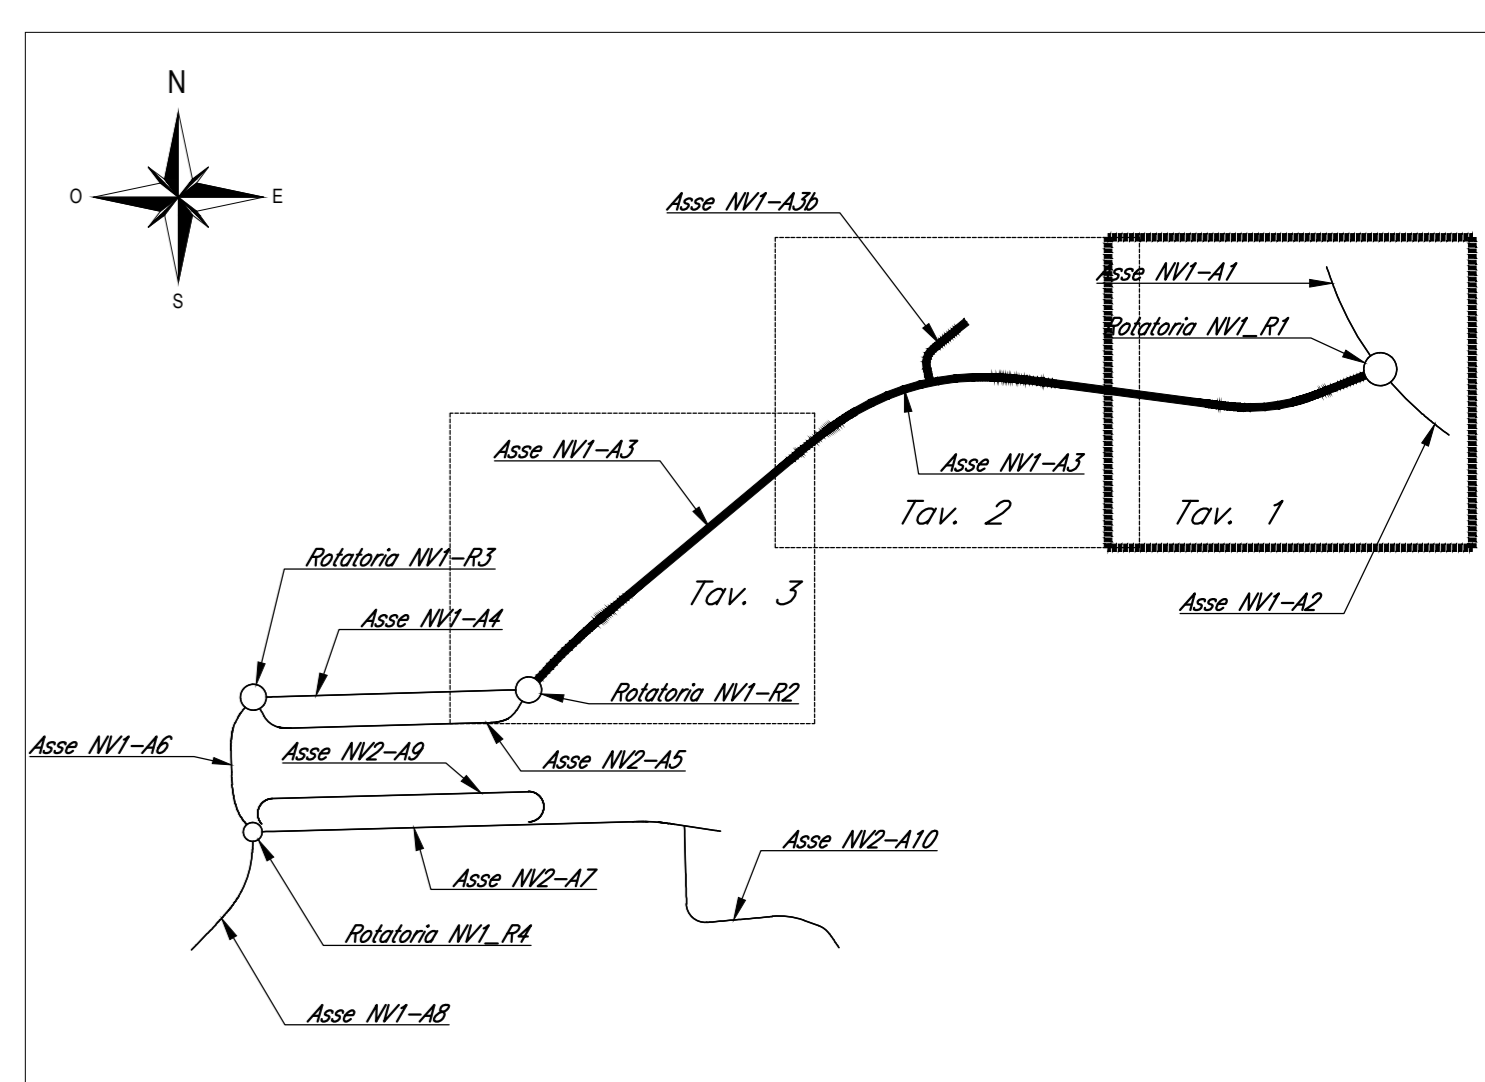 N
O
E
S
Asse NV1-A3b
Asse NV1-A1
Rotatoria NV1_R1
Asse NV1-A3
Asse NV1-A3
Tav. 2
Tav. 1
Rotatoria NV1-R3
Tav. 3
Asse NV1-A2
Asse NV1-A4
Rotatoria NV1-R2
Asse NV1-A6
Asse NV2-A9
Asse NV2-A5
Asse NV2-A10
Asse NV2-A7
Rotatoria NV1_R4
Asse NV1-A8